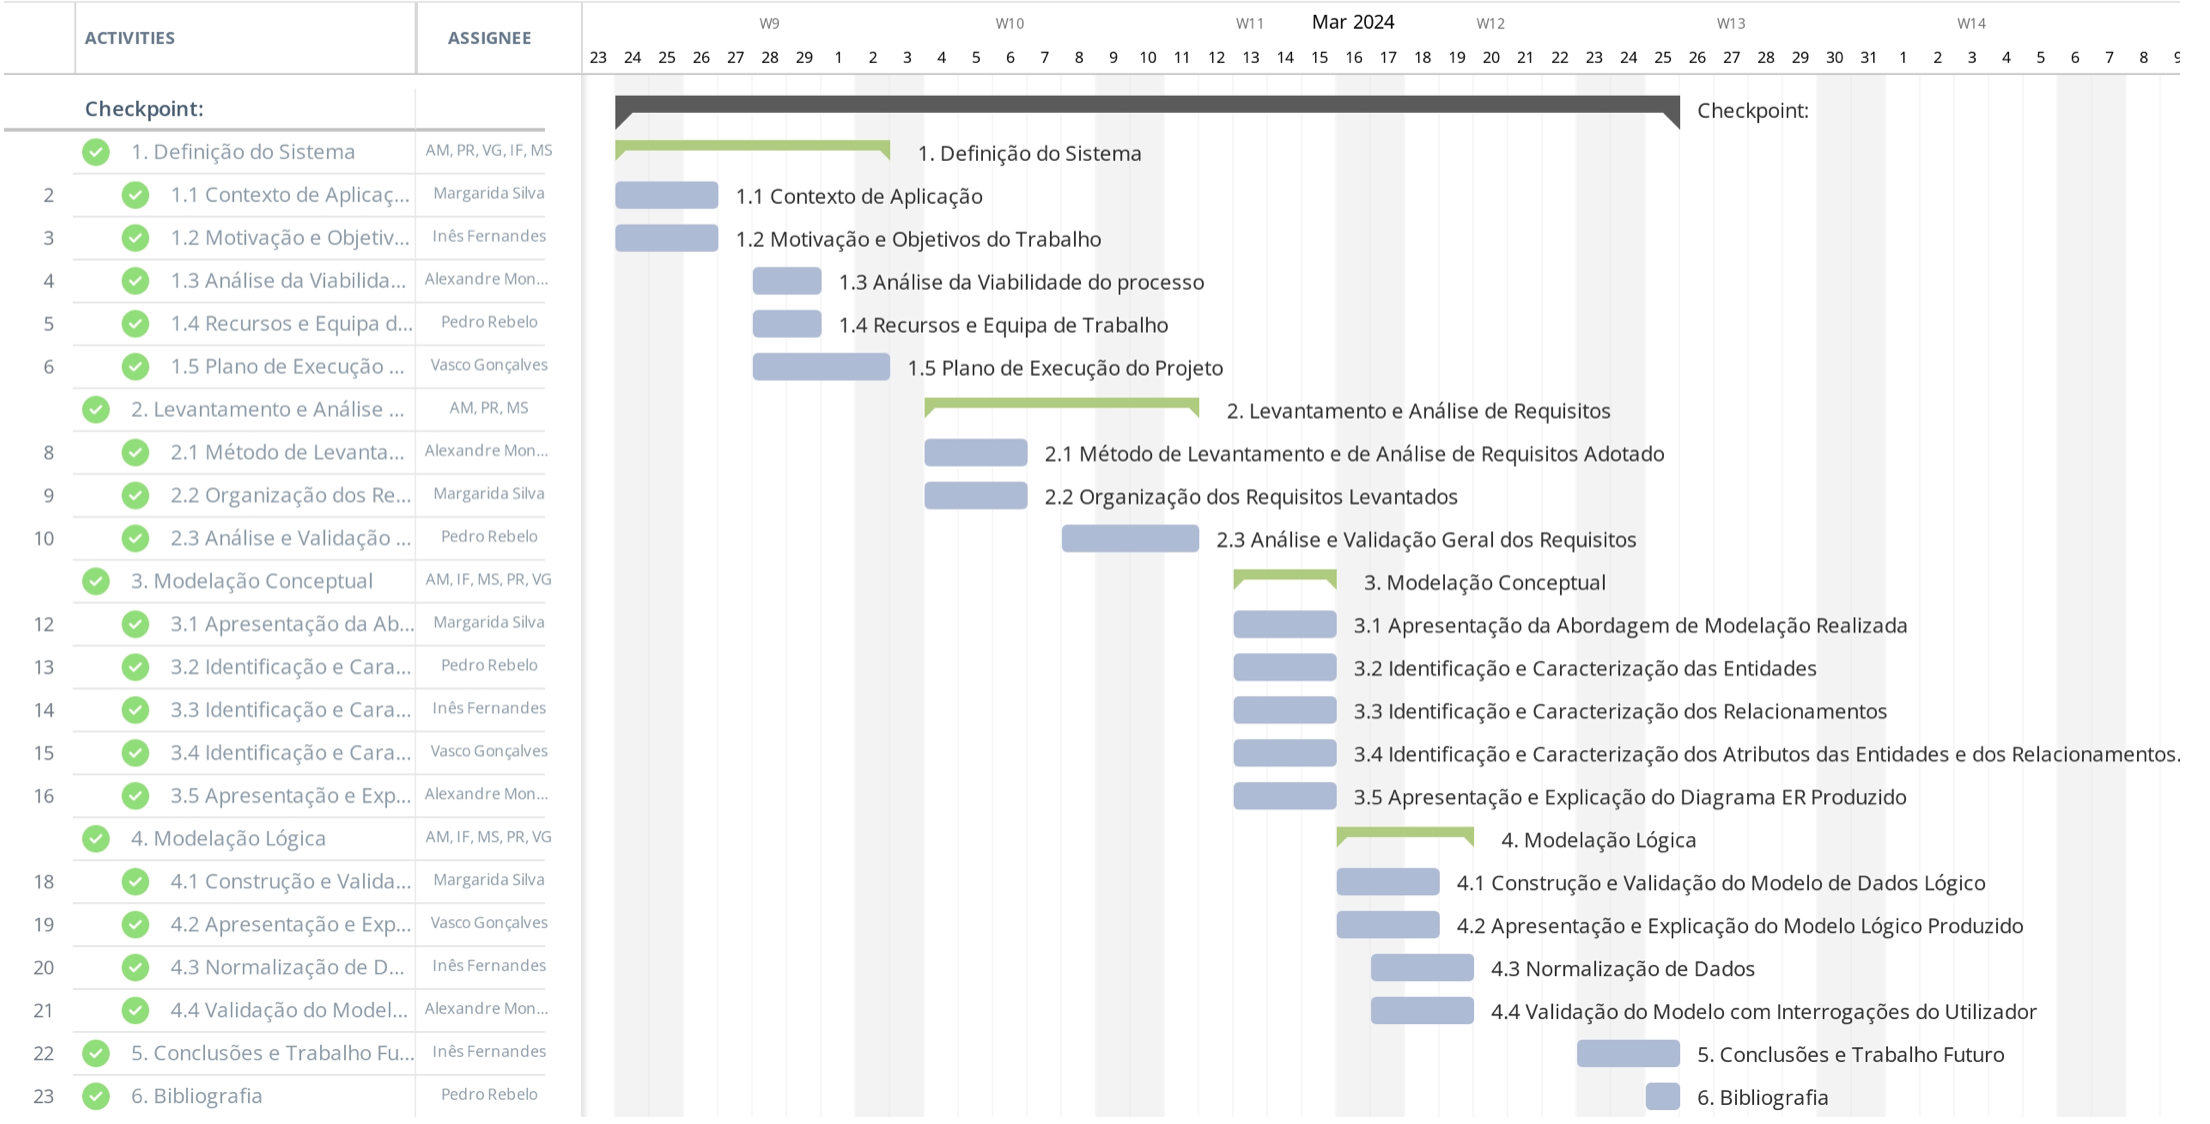 W9 W10 W11 Mar 2024 W12 W13 W14
ACTIVITIES ASSIGNEE
23 24 25 26 27 28 29 1 2 3 4 5 6 7 8 9 10 11 12 13 14 15 16 17 18 19 20 21 22 23 24 25 26 27 28 29 30 31 1 2 3 4 5 6 7 8 9
Checkpoint: Checkpoint:
1. Definição do Sistema AM, PR, VG, IF, MS 1. Definição do Sistema
2 1.1 Contexto de Aplicaç... Margarida Silva 1.1 Contexto de Aplicação
3 1.2 Motivação e Objetiv... Inês Fernandes 1.2 Motivação e Objetivos do Trabalho
4 1.3 Análise da Viabilida... Alexandre Mon... 1.3 Análise da Viabilidade do processo
5 1.4 Recursos e Equipa d... Pedro Rebelo 1.4 Recursos e Equipa de Trabalho
6 1.5 Plano de Execução ... Vasco Gonçalves 1.5 Plano de Execução do Projeto
2. Levantamento e Análise ... AM, PR, MS 2. Levantamento e Análise de Requisitos
8 2.1 Método de Levanta... Alexandre Mon... 2.1 Método de Levantamento e de Análise de Requisitos Adotado
9 2.2 Organização dos Re... Margarida Silva 2.2 Organização dos Requisitos Levantados
10 2.3 Análise e Validação ... Pedro Rebelo 2.3 Análise e Validação Geral dos Requisitos
3. Modelação Conceptual AM, IF, MS, PR, VG 3. Modelação Conceptual
12 3.1 Apresentação da Ab... Margarida Silva 3.1 Apresentação da Abordagem de Modelação Realizada
13 3.2 Identificação e Cara... Pedro Rebelo 3.2 Identificação e Caracterização das Entidades
14 3.3 Identificação e Cara... Inês Fernandes 3.3 Identificação e Caracterização dos Relacionamentos
15 3.4 Identificação e Cara... Vasco Gonçalves 3.4 Identificação e Caracterização dos Atributos das Entidades e dos Relacionamentos.
16 3.5 Apresentação e Exp... Alexandre Mon... 3.5 Apresentação e Explicação do Diagrama ER Produzido
4. Modelação Lógica AM, IF, MS, PR, VG 4. Modelação Lógica
18 4.1 Construção e Valida... Margarida Silva 4.1 Construção e Validação do Modelo de Dados Lógico
19 4.2 Apresentação e Exp... Vasco Gonçalves 4.2 Apresentação e Explicação do Modelo Lógico Produzido
20 4.3 Normalização de D... Inês Fernandes 4.3 Normalização de Dados
21 4.4 Validação do Model... Alexandre Mon... 4.4 Validação do Modelo com Interrogações do Utilizador
22 5. Conclusões e Trabalho Fu... Inês Fernandes 5. Conclusões e Trabalho Futuro
23 6. Bibliografia Pedro Rebelo 6. Bibliografia